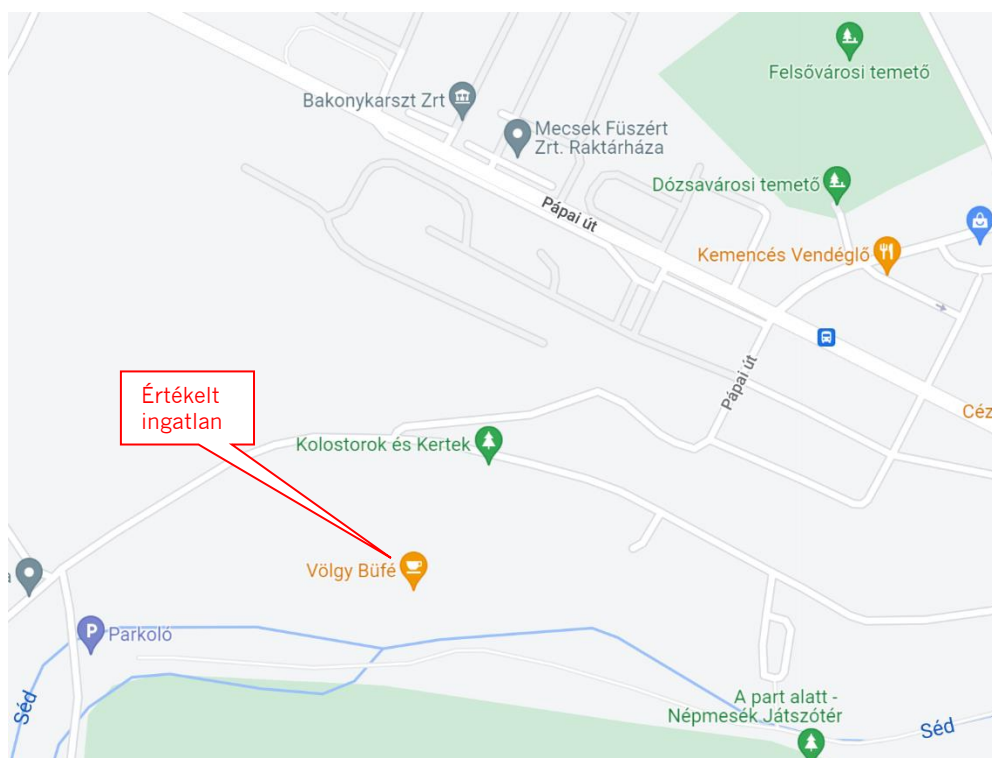 Felsővárosi temető
Bakonykarszt Zrt
Mecsek Füszért
Zrt. Raktárháza
Dózsavárosi temető
Pápai út
Kemencés Vendéglő
Pápai út
Értékelt
ingatlan
Céz
Kolostorok és Kertek
Völgy Büfé
a
P Parkoló
A part alatt -
Népmesék Játszótér
Séd
Séd